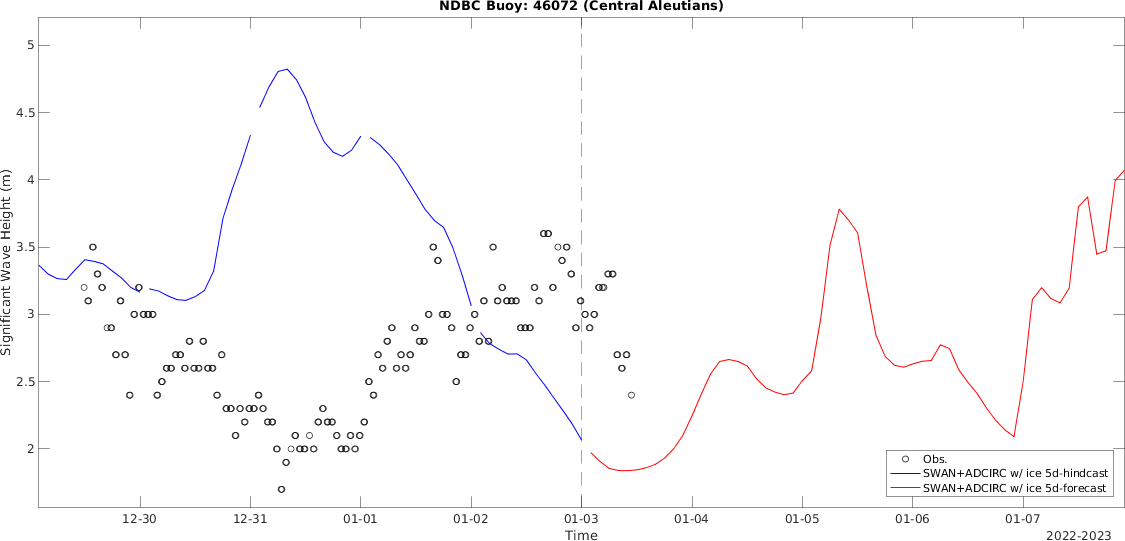 NDBC Buoy: 46072 (Central Aleutians)
Significant Wave Height (m)
5
4.5
4
3.5
3
2.5
2
12-30
12-31
01-01
01-02
01-03
01-04
01-05
01-06
01-07
Time
2022-2023
Obs.
SWAN+ADCIRC w/ ice 5d-hindcast
SWAN+ADCIRC w/ ice 5d-forecast